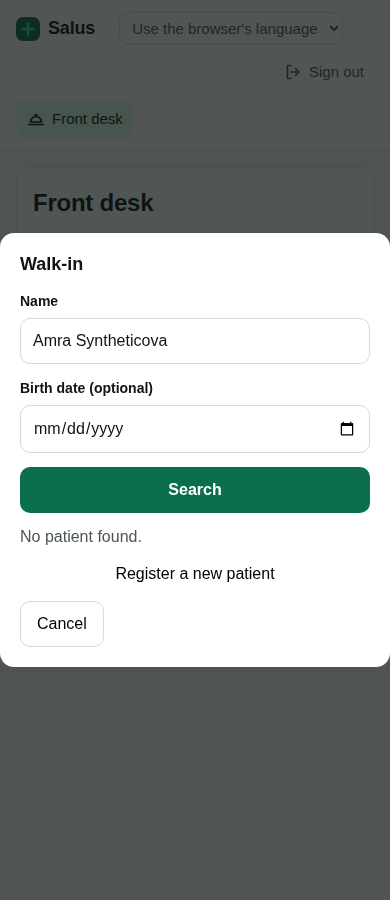 Salus
Use the browser's language
Sign out
Front desk
Front desk
Walk-in
Name
Amra Syntheticova
Birth date (optional)
mm/dd/yyyy
Search
No patient found.
Register a new patient
Cancel